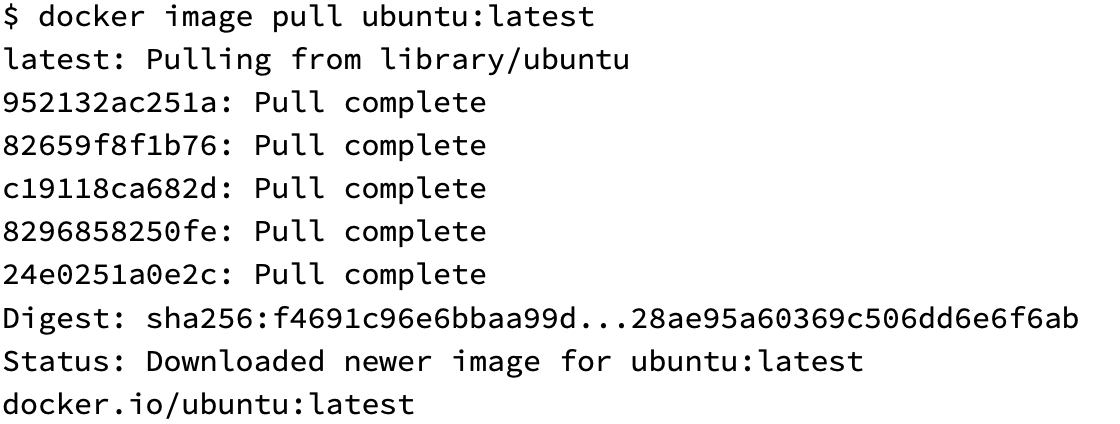 $ docker image pull ubuntu:latest
latest: Pulling from library/ubuntu
952132ac251a: Pull complete
82659f8f1b76: Pull complete
c19118ca682d: Pull complete
8296858250fe: Pull complete
24e0251a0e2c: Pull complete
Digest: sha256:f4691c96e6bbaa99d...28ae95a60369c506dd6e6f6ab
Status: Downloaded newer image for ubuntu:latest
docker.io/ubuntu:latest